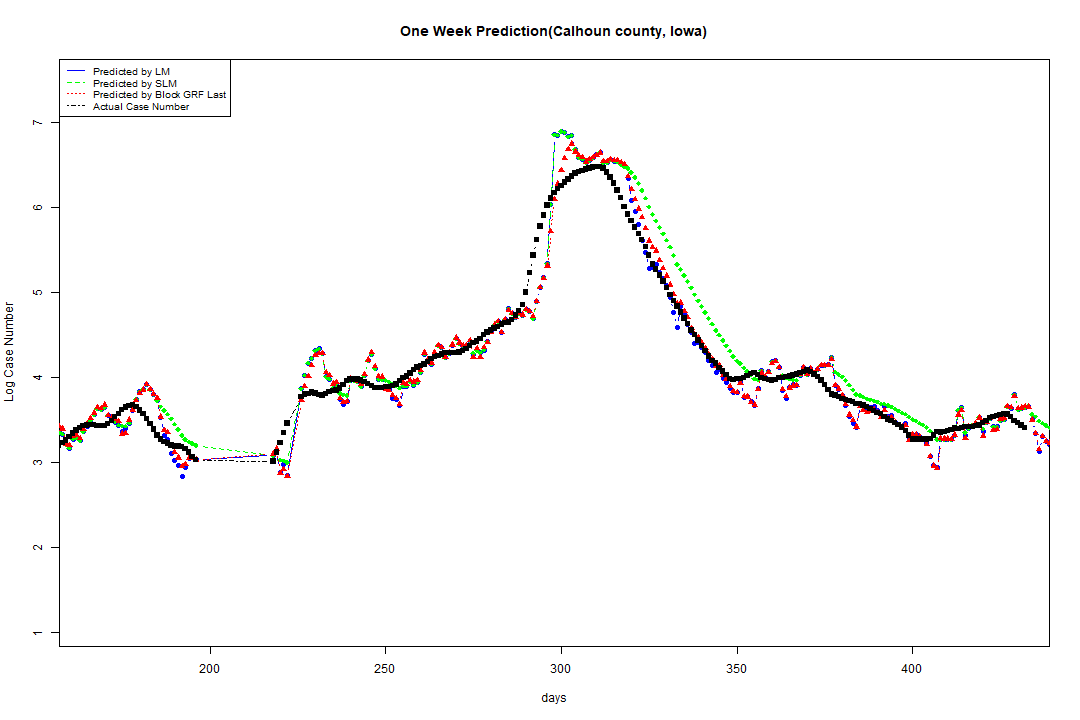 One Week Prediction(Calhoun county, Iowa)
Predicted by LM
Predicted by SLM
Predicted by Block GRF Last
Actual Case Number
7
6
5
4
3
2
1
Log Case Number
200 250 300 350 400
days